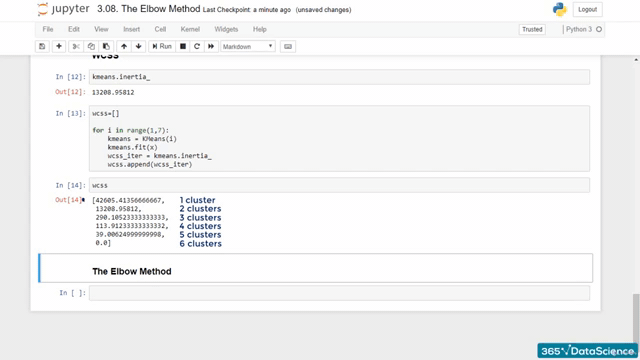 jupyter 3.08. The Elbow Method Last Checkpoint: a minute ago (unsaved changes)
Logout
File Edit View Insert Cell Kernel Widgets Help
Trusted Python 3
Run Markdown
WCSS
In [12] kmeans.inertia_
Out[12] 13208.95812
In [13] wcss=[]
for i in range(1,7):
kmeans = KMeans(i)
kmeans.fit(x)
wcss_iter = kmeans.inertia_
wcss.append(wcss_iter)
In [14] wcss
Out[14] [42605.41356666667, 1 cluster
13208.95812, 2 clusters
290.10523333333333, 3 clusters
113.91233333333332, 4 clusters
39.00624999999998, 5 clusters
0.0] 6 clusters
The Elbow Method
In [ ]
365 DataScience